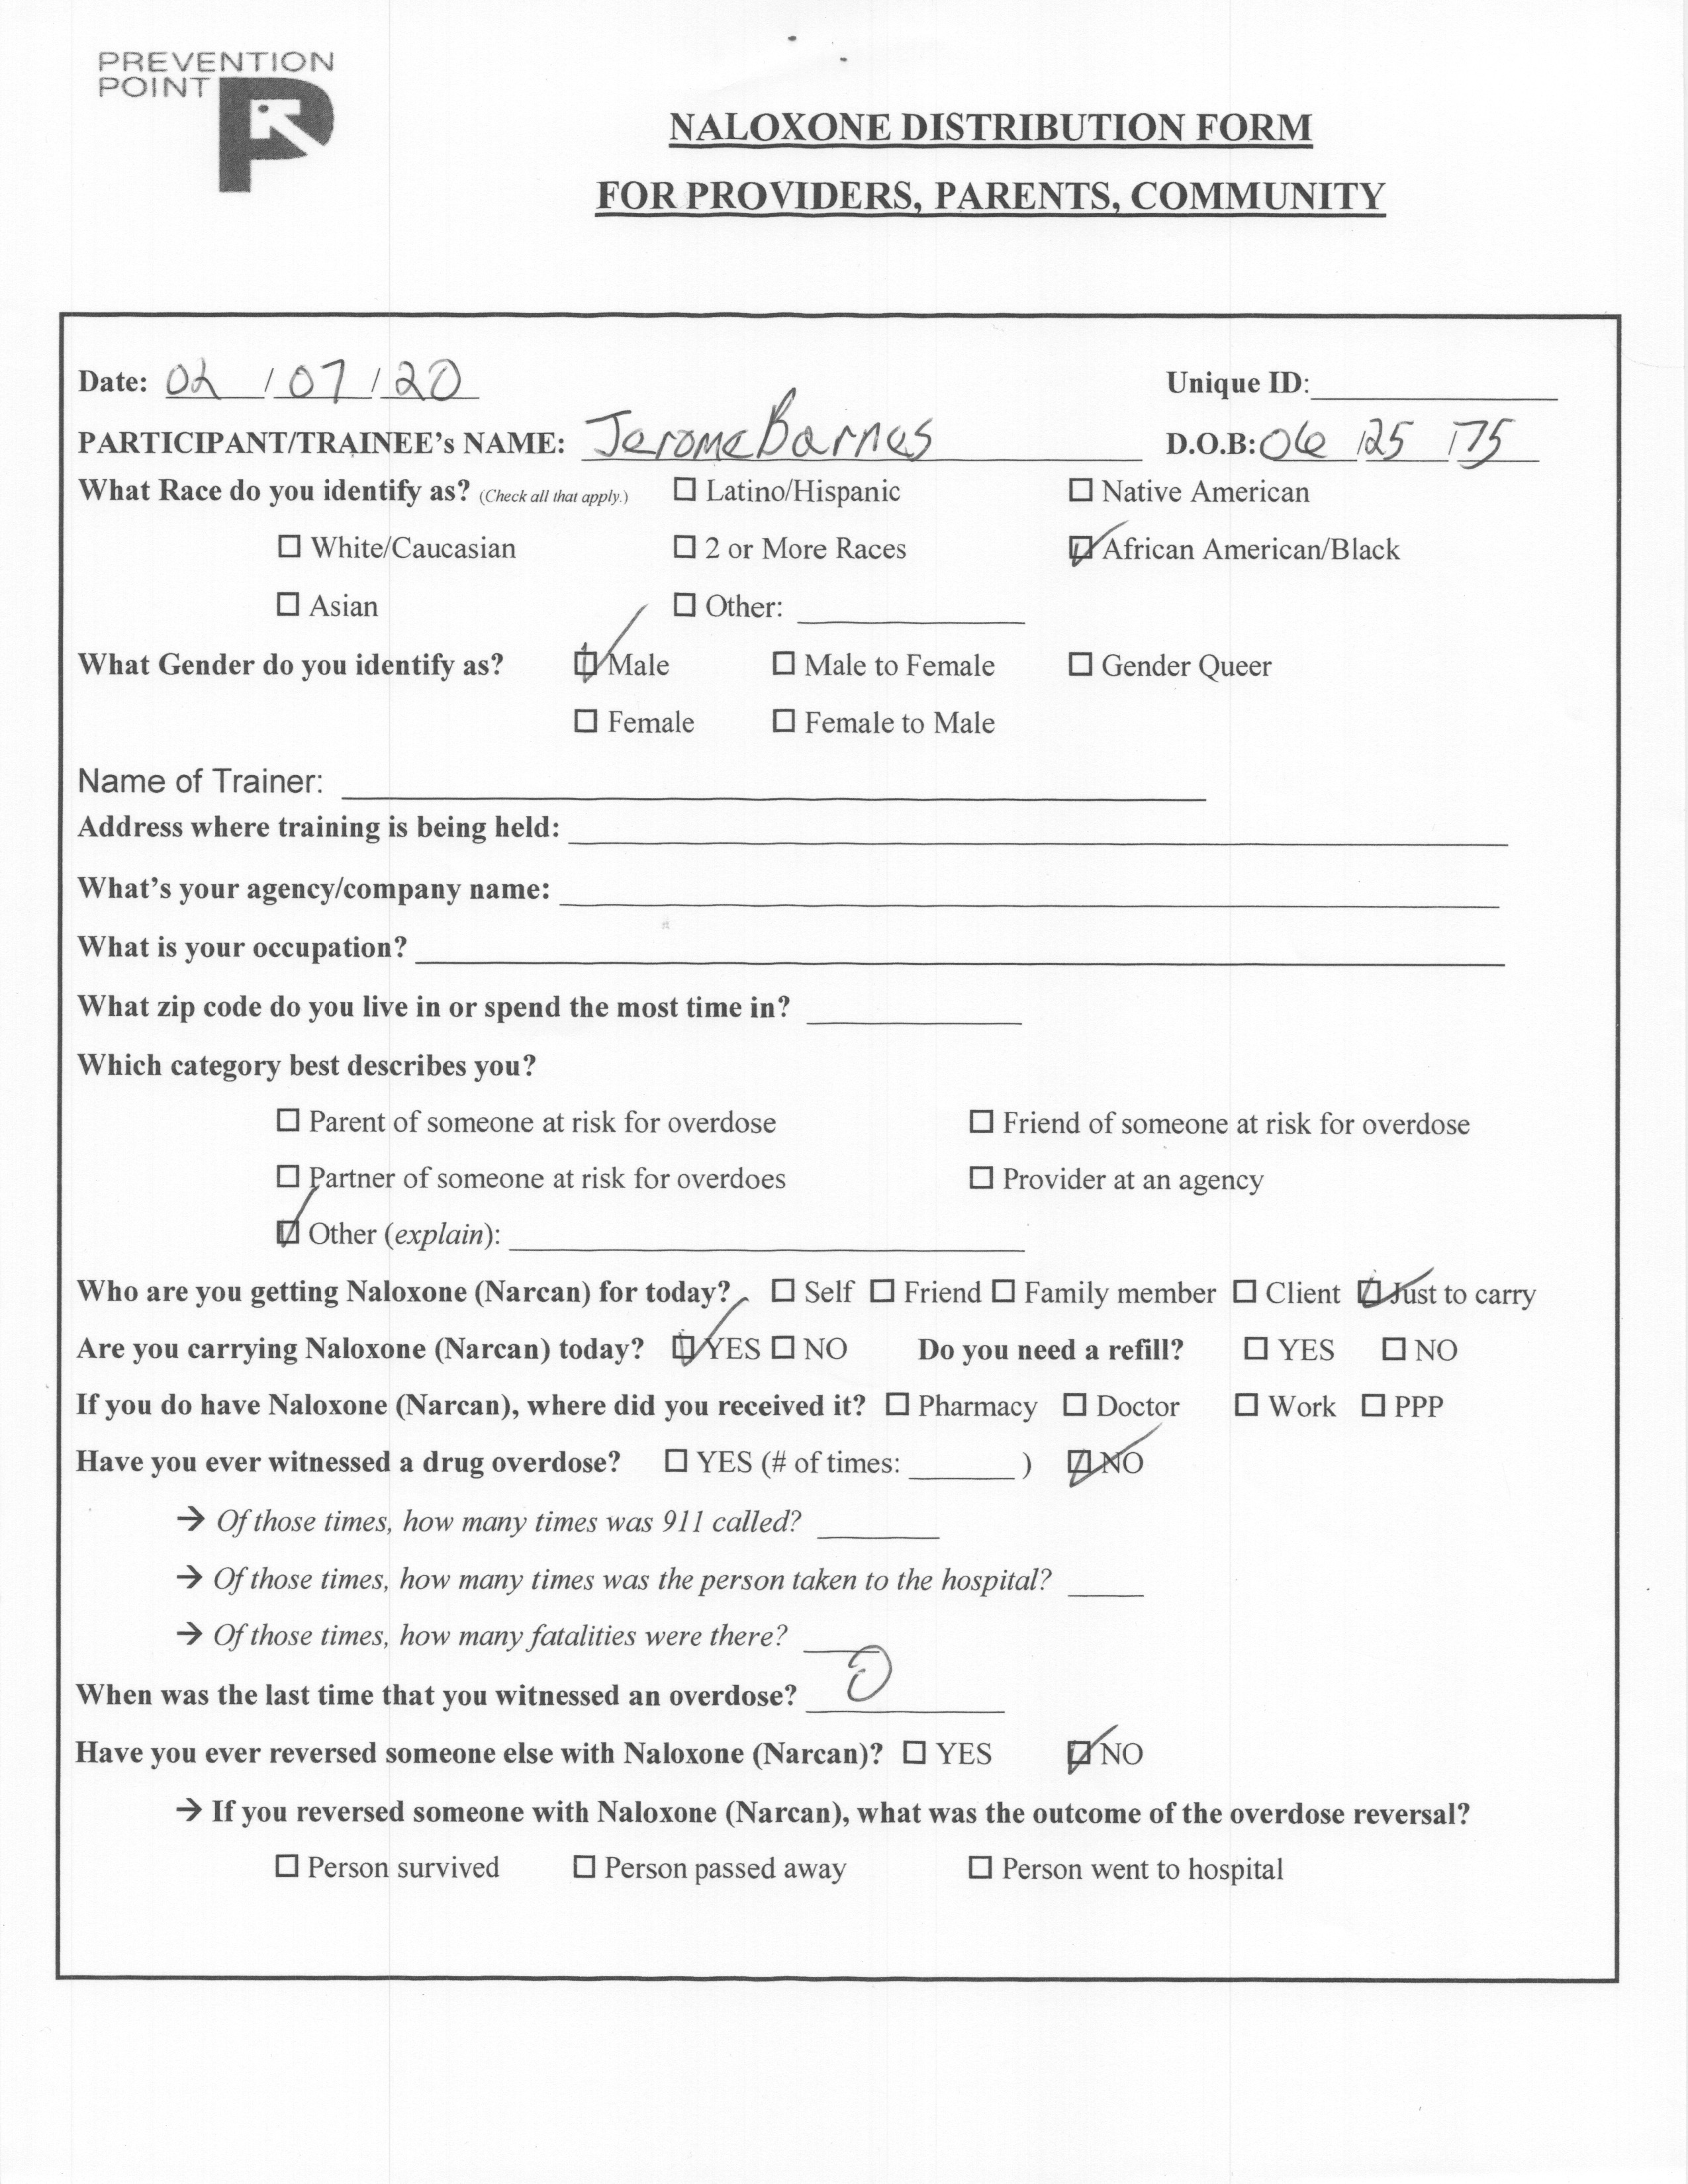 PREVENTION
POINT
NALOXONE DISTRIBUTION FORM
FOR PROVIDERS, PARENTS, COMMUNITY
Date: 02 / 07 / 20 Unique ID:
PARTICIPANT/TRAINEE's NAME: Jerome Barnes D.O.B: 06 / 25 / 75
What Race do you identify as? (Check all that apply.) ☐ Latino/Hispanic ☐ Native American
☐ White/Caucasian ☐ 2 or More Races ☑ African American/Black
☐ Asian ☐ Other:
What Gender do you identify as? ☑ Male ☐ Male to Female ☐ Gender Queer
☐ Female ☐ Female to Male
Name of Trainer:
Address where training is being held:
What's your agency/company name:
What is your occupation?
What zip code do you live in or spend the most time in?
Which category best describes you?
☐ Parent of someone at risk for overdose ☐ Friend of someone at risk for overdose
☐ Partner of someone at risk for overdoes ☐ Provider at an agency
☑ Other (explain):
Who are you getting Naloxone (Narcan) for today? ☐ Self ☐ Friend ☐ Family member ☐ Client ☑ Just to carry
Are you carrying Naloxone (Narcan) today? ☑ YES ☐ NO Do you need a refill? ☐ YES ☐ NO
If you do have Naloxone (Narcan), where did you received it? ☐ Pharmacy ☐ Doctor ☐ Work ☐ PPP
Have you ever witnessed a drug overdose? ☐ YES (# of times: ) ☑ NO
→ Of those times, how many times was 911 called?
→ Of those times, how many times was the person taken to the hospital?
→ Of those times, how many fatalities were there?
When was the last time that you witnessed an overdose? 0
Have you ever reversed someone else with Naloxone (Narcan)? ☐ YES ☑ NO
→ If you reversed someone with Naloxone (Narcan), what was the outcome of the overdose reversal?
☐ Person survived ☐ Person passed away ☐ Person went to hospital